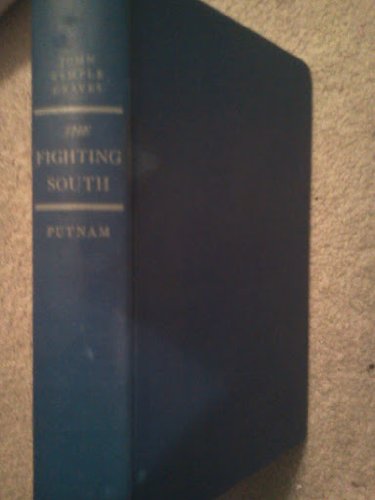 JOHN
TEMPLE
GRAVES
THE
FIGHTING
SOUTH
PUTNAM